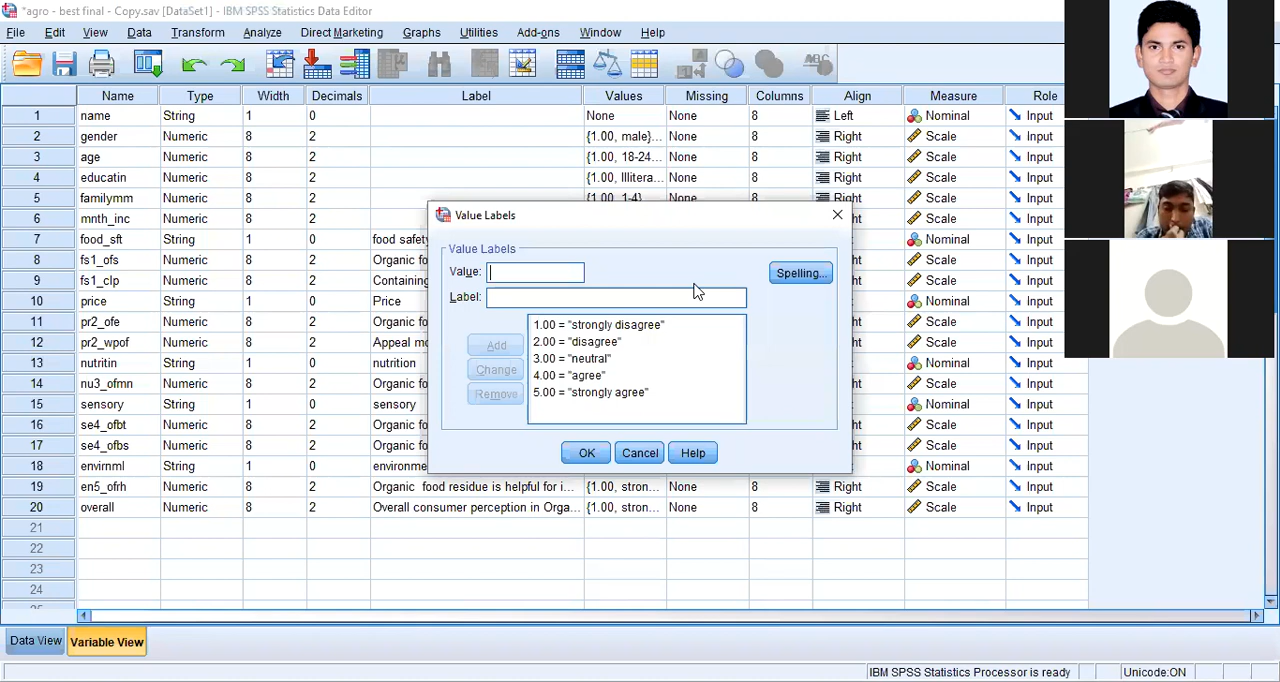 *agro - best final - Copy.sav [DataSet1] - IBM SPSS Statistics Data Editor
File Edit View Data Transform Analyze Direct Marketing Graphs Utilities Add-ons Window Help
Name Type Width Decimals Label Values Missing Columns Align Measure Role
1 name String 1 0 None None 8 Left Nominal Input
2 gender Numeric 8 2 {1.00, male}... None 8 Right Scale Input
3 age Numeric 8 2 {1.00, 18-24... None 8 Right Scale Input
4 educatin Numeric 8 2 {1.00, Illitera... None 8 Right Scale Input
5 familymm Numeric 8 2 {1.00, 1-4}... None 8 Right Scale Input
6 mnth_inc Numeric 8 2 Scale Input
7 food_sft String 1 0 food safety Nominal Input
8 fs1_ofs Numeric 8 2 Organic fo Scale Input
9 fs1_clp Numeric 8 2 Containing Scale Input
10 price String 1 0 Price Nominal Input
11 pr2_ofe Numeric 8 2 Organic fo Scale Input
12 pr2_wpof Numeric 8 2 Appeal mo Scale Input
13 nutritin String 1 0 nutrition Nominal Input
14 nu3_ofmn Numeric 8 2 Organic fo Scale Input
15 sensory String 1 0 sensory Nominal Input
16 se4_ofbt Numeric 8 2 Organic fo Scale Input
17 se4_ofbs Numeric 8 2 Organic fo Scale Input
18 envirnml String 1 0 environme Nominal Input
19 en5_ofrh Numeric 8 2 Organic food residue is helpful for i... {1.00, stron... None 8 Right Scale Input
20 overall Numeric 8 2 Overall consumer perception in Orga... {1.00, stron... None 8 Right Scale Input
21
22
23
24
Value Labels
Value Labels
Value:
Spelling...
Label:
1.00 = "strongly disagree"
2.00 = "disagree"
3.00 = "neutral"
4.00 = "agree"
5.00 = "strongly agree"
Add
Change
Remove
OK Cancel Help
Data View Variable View
IBM SPSS Statistics Processor is ready Unicode:ON